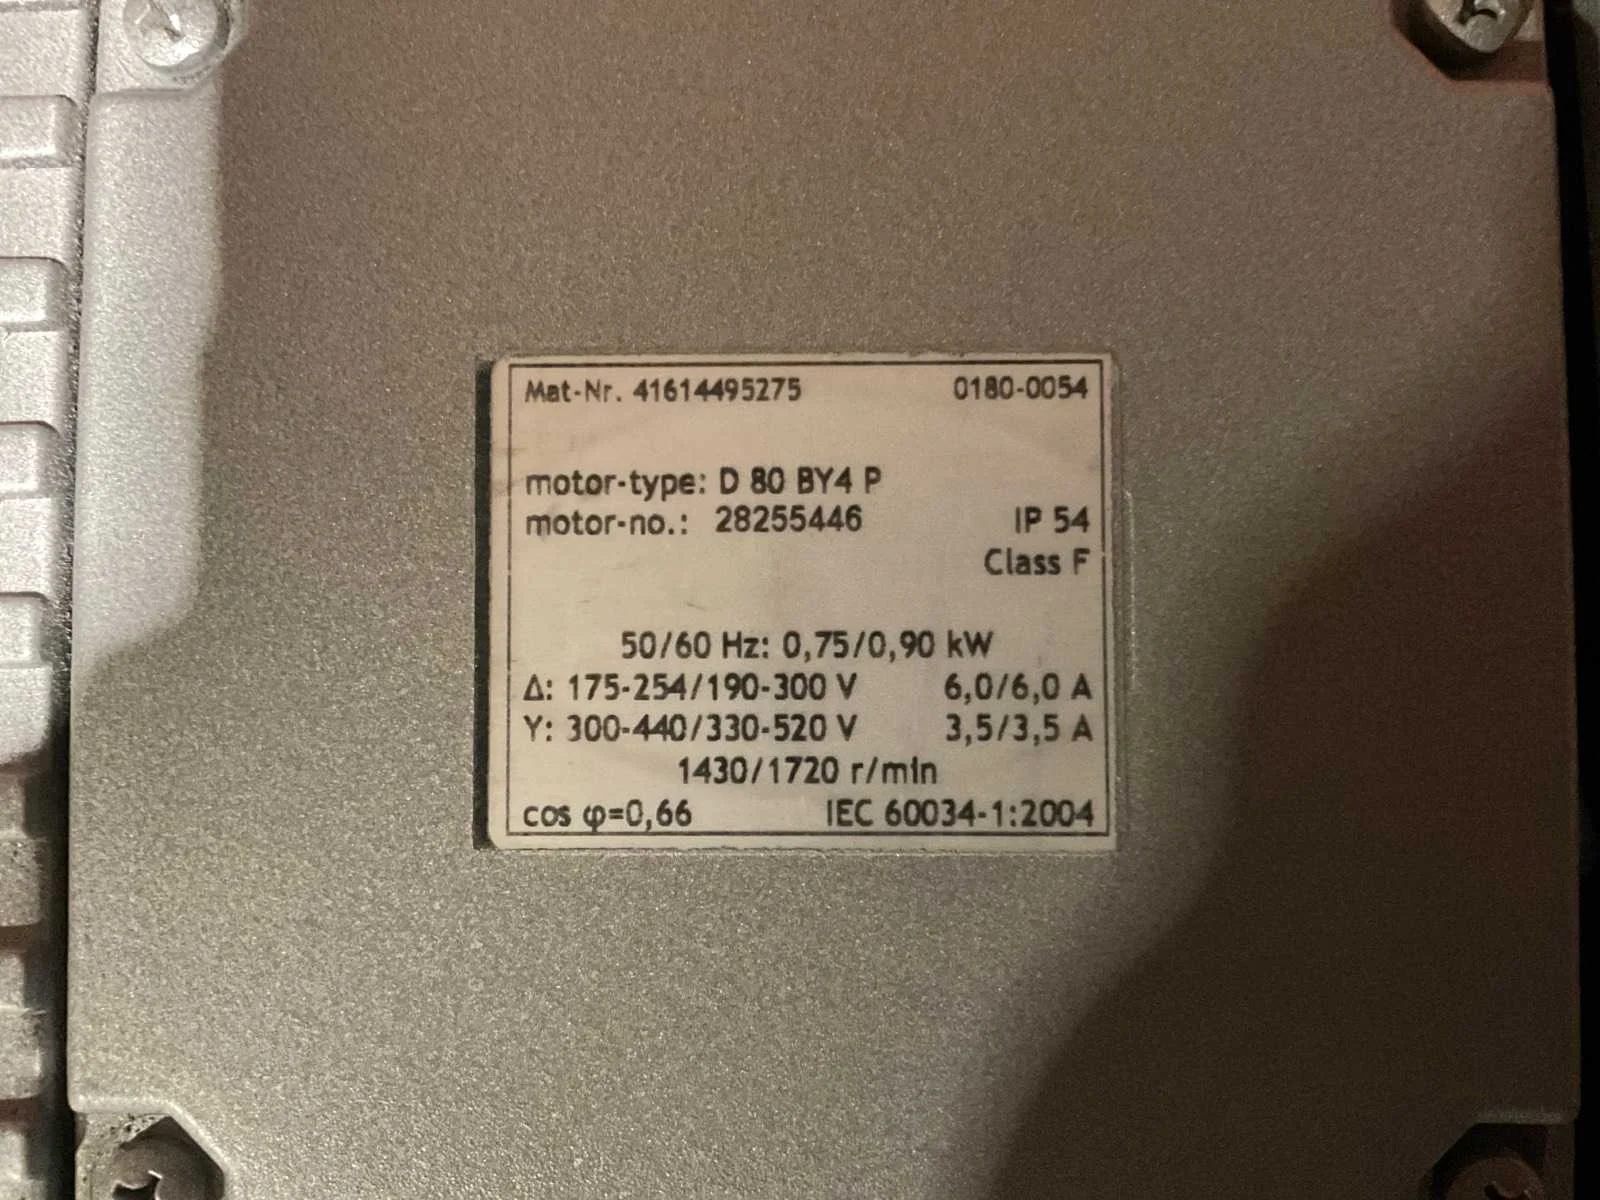 Mat-Nr. 41614495275 0180-0054
motor-type: D 80 BY4 P
motor-no.: 28255446 IP 54
Class F
50/60 Hz: 0,75/0,90 kW
Δ: 175-254/190-300 V 6,0/6,0 A
Y: 300-440/330-520 V 3,5/3,5 A
1430/1720 r/min
cos φ=0,66 IEC 60034-1:2004